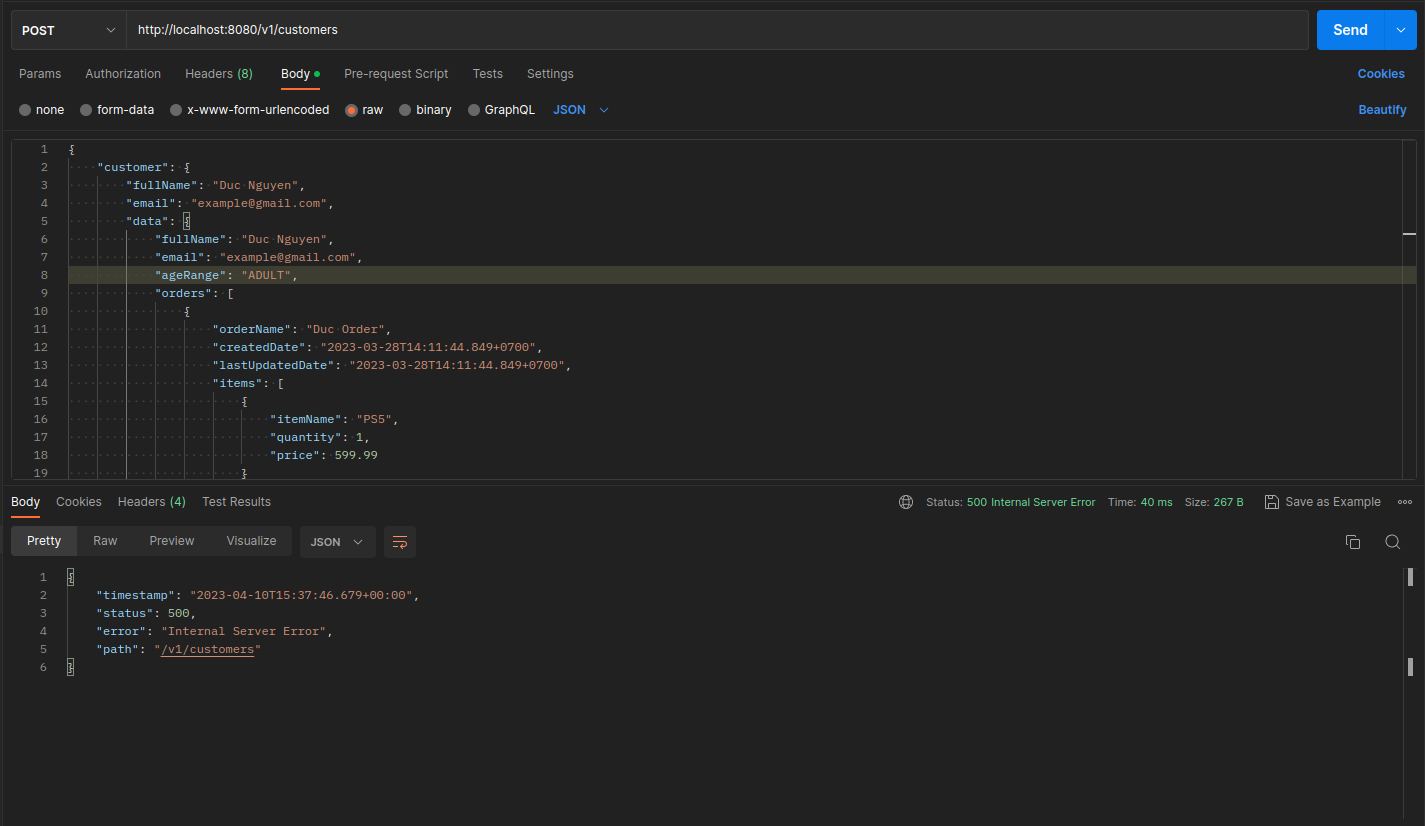 POST http://localhost:8080/v1/customers Send
Params Authorization Headers (8) Body Pre-request Script Tests Settings Cookies
none form-data x-www-form-urlencoded raw binary GraphQL JSON Beautify
1 {
2 "customer": {
3 "fullName": "Duc Nguyen",
4 "email": "example@gmail.com",
5 "data": {
6 "fullName": "Duc Nguyen",
7 "email": "example@gmail.com",
8 "ageRange": "ADULT",
9 "orders": [
10 {
11 "orderName": "Duc Order",
12 "createdDate": "2023-03-28T14:11:44.849+0700",
13 "lastUpdatedDate": "2023-03-28T14:11:44.849+0700",
14 "items": [
15 {
16 "itemName": "PS5",
17 "quantity": 1,
18 "price": 599.99
19 }
Body Cookies Headers (4) Test Results Status: 500 Internal Server Error Time: 40 ms Size: 267 B Save as Example
Pretty Raw Preview Visualize JSON
1 {
2 "timestamp": "2023-04-10T15:37:46.679+00:00",
3 "status": 500,
4 "error": "Internal Server Error",
5 "path": "/v1/customers"
6 }